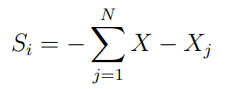 $S_i = -\sum_{j=1}^{N} X - X_j$